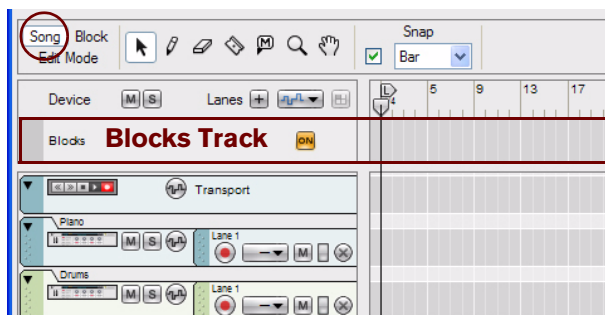 Song Block
Edit Mode
M
Snap
Bar
Device M S Lanes +
L 5 9 13 17
4
Blocks Blocks Track ON
Transport
Piano
M S Lane 1
M
Drums
M S Lane 1
M